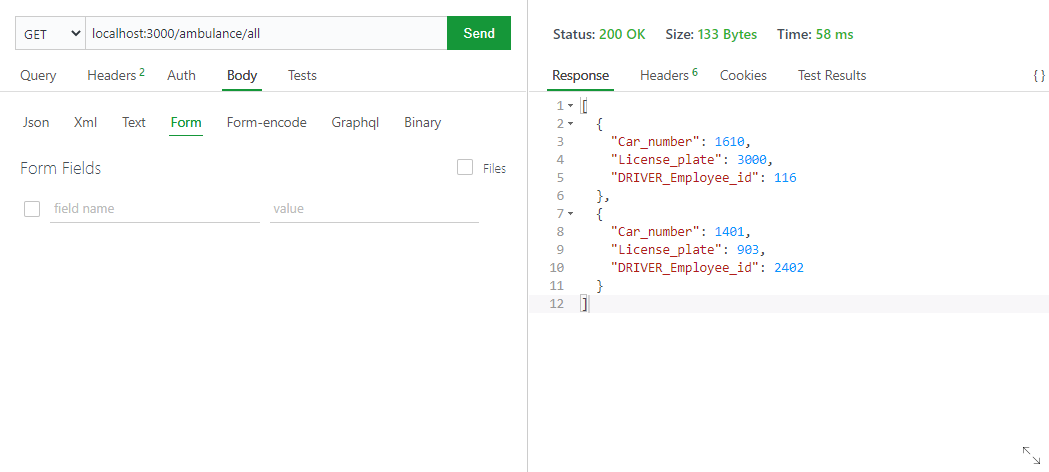 GET localhost:3000/ambulance/all Send
Query Headers 2 Auth Body Tests
Json Xml Text Form Form-encode Graphql Binary
Form Fields Files
field name value
Status: 200 OK Size: 133 Bytes Time: 58 ms
Response Headers 6 Cookies Test Results { }
1 [
2 {
3 "Car_number": 1610,
4 "License_plate": 3000,
5 "DRIVER_Employee_id": 116
6 },
7 {
8 "Car_number": 1401,
9 "License_plate": 903,
10 "DRIVER_Employee_id": 2402
11 }
12 ]